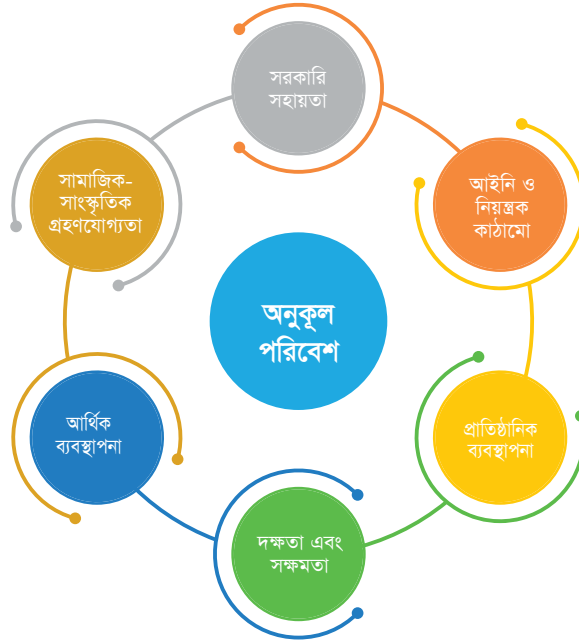 সরকারি
সহায়তা
আইনি ও
নিয়ন্ত্রক
কাঠামো
প্রাতিষ্ঠানিক
ব্যবস্থাপনা
দক্ষতা এবং
সক্ষমতা
আর্থিক
ব্যবস্থাপনা
সামাজিক-
সাংস্কৃতিক
গ্রহণযোগ্যতা
অনুকূল
পরিবেশ